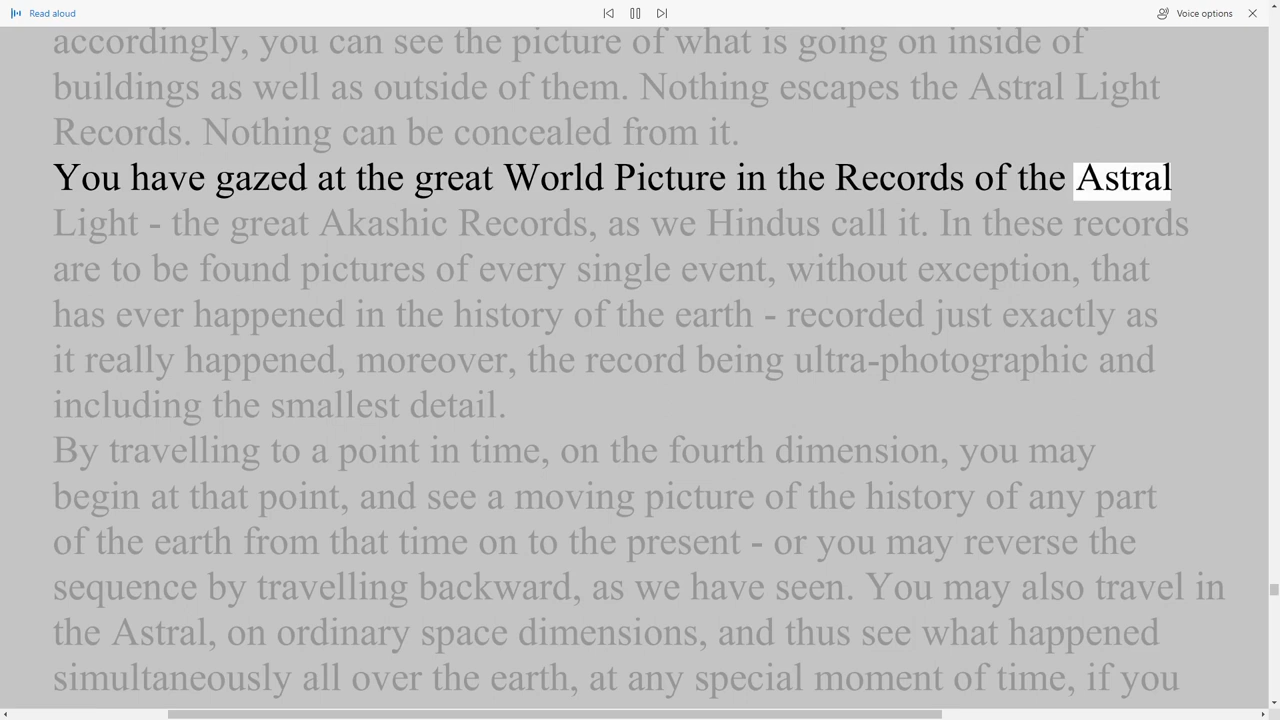 Read aloud
Voice options
accordingly, you can see the picture of what is going on inside of
buildings as well as outside of them. Nothing escapes the Astral Light
Records. Nothing can be concealed from it.
You have gazed at the great World Picture in the Records of the Astral
Light - the great Akashic Records, as we Hindus call it. In these records
are to be found pictures of every single event, without exception, that
has ever happened in the history of the earth - recorded just exactly as
it really happened, moreover, the record being ultra-photographic and
including the smallest detail.
By travelling to a point in time, on the fourth dimension, you may
begin at that point, and see a moving picture of the history of any part
of the earth from that time on to the present - or you may reverse the
sequence by travelling backward, as we have seen. You may also travel in
the Astral, on ordinary space dimensions, and thus see what happened
simultaneously all over the earth, at any special moment of time, if you